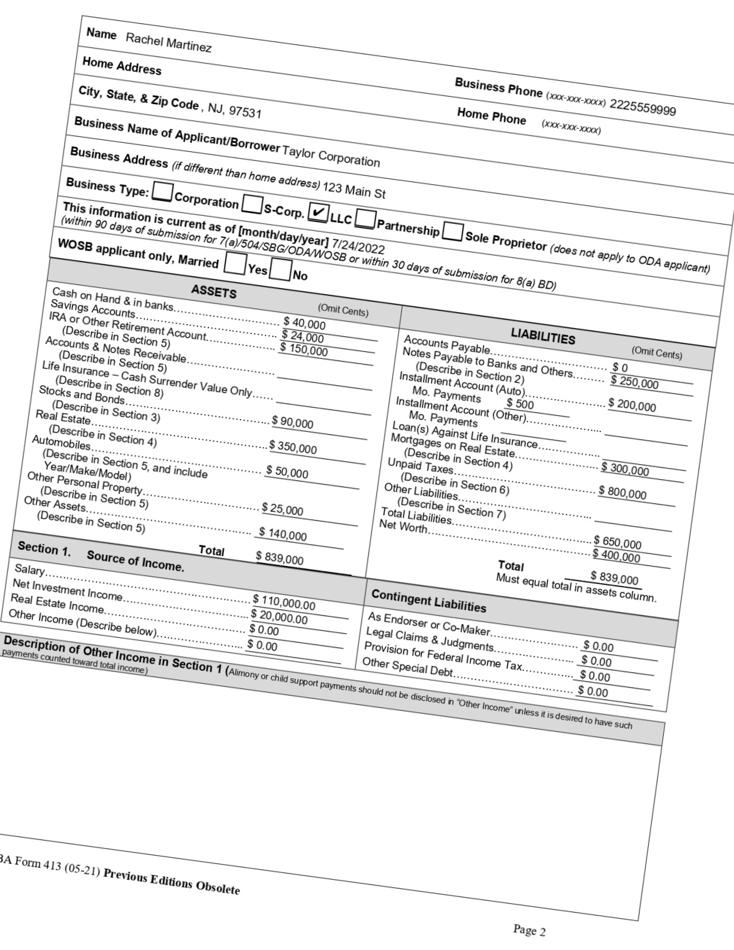 Name Rachel Martinez
Business Phone (xxx-xxx-xxxx) 2225559999
Home Address
Home Phone (xxx-xxx-xxxx)
City, State, & Zip Code , NJ, 97531
Business Name of Applicant/Borrower Taylor Corporation
Business Address (if different than home address) 123 Main St
Business Type: Corporation S-Corp. ✔ LLC Partnership Sole Proprietor (does not apply to ODA applicant)
This information is current as of [month/day/year] 7/24/2022
(within 90 days of submission for 7(a)/504/SBG/ODA/WOSB or within 30 days of submission for 8(a) BD)
WOSB applicant only, Married Yes No
ASSETS (Omit Cents)
Cash on Hand & in banks........................... $ 40,000
Savings Accounts..................................... $ 24,000
IRA or Other Retirement Account................ $ 150,000
(Describe in Section 5)
Accounts & Notes Receivable.....................
(Describe in Section 5)
Life Insurance – Cash Surrender Value Only....
(Describe in Section 8)
Stocks and Bonds.................................... $ 90,000
(Describe in Section 3)
Real Estate............................................. $ 350,000
(Describe in Section 4)
Automobiles............................................ $ 50,000
(Describe in Section 5, and include
Year/Make/Model)
Other Personal Property............................ $ 25,000
(Describe in Section 5)
Other Assets........................................... $ 140,000
(Describe in Section 5)
Total $ 839,000
LIABILITIES (Omit Cents)
Accounts Payable.................................... $ 0
Notes Payable to Banks and Others....... $ 250,000
(Describe in Section 2)
Installment Account (Auto)........................ $ 200,000
Mo. Payments $ 500
Installment Account (Other).......................
Mo. Payments
Loan(s) Against Life Insurance...................
Mortgages on Real Estate......................... $ 300,000
(Describe in Section 4)
Unpaid Taxes.......................................... $ 800,000
(Describe in Section 6)
Other Liabilities.......................................
(Describe in Section 7)
Total Liabilities........................................ $ 650,000
Net Worth............................................... $ 400,000
Total $ 839,000
Must equal total in assets column.
Section 1. Source of Income.
Salary.................................................... $ 110,000.00
Net Investment Income............................. $ 20,000.00
Real Estate Income.................................. $ 0.00
Other Income (Describe below).................. $ 0.00
Contingent Liabilities
As Endorser or Co-Maker.......................... $ 0.00
Legal Claims & Judgments........................ $ 0.00
Provision for Federal Income Tax............... $ 0.00
Other Special Debt................................... $ 0.00
Description of Other Income in Section 1 (Alimony or child support payments should not be disclosed in "Other Income" unless it is desired to have such
payments counted toward total income)
BA Form 413 (05-21) Previous Editions Obsolete
Page 2